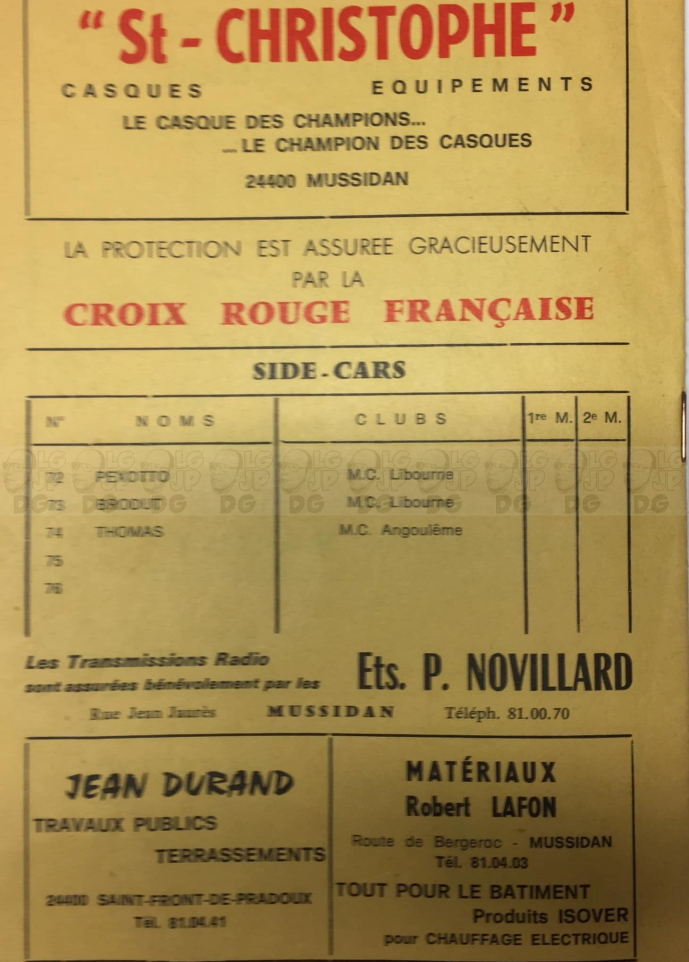 “ St - CHRISTOPHE ”
CASQUES EQUIPEMENTS
LE CASQUE DES CHAMPIONS...
... LE CHAMPION DES CASQUES
24400 MUSSIDAN
LA PROTECTION EST ASSUREE GRACIEUSEMENT
PAR LA
CROIX ROUGE FRANÇAISE
SIDE-CARS
N° NOMS CLUBS 1re M. 2e M.
72 PEXOTTO M.C. Libourne
73 BRODUT M.C. Libourne
74 THOMAS M.C. Angoulême
75
76
Les Transmissions Radio
sont assurées bénévolement par les
Ets. P. NOVILLARD
Rue Jean Jaurès MUSSIDAN Téléph. 81.00.70
JEAN DURAND
TRAVAUX PUBLICS
TERRASSEMENTS
24400 SAINT-FRONT-DE-PRADOUX
Tél. 81.04.41
MATÉRIAUX
Robert LAFON
Route de Bergerac - MUSSIDAN
Tél. 81.04.03
TOUT POUR LE BATIMENT
Produits ISOVER
pour CHAUFFAGE ELECTRIQUE